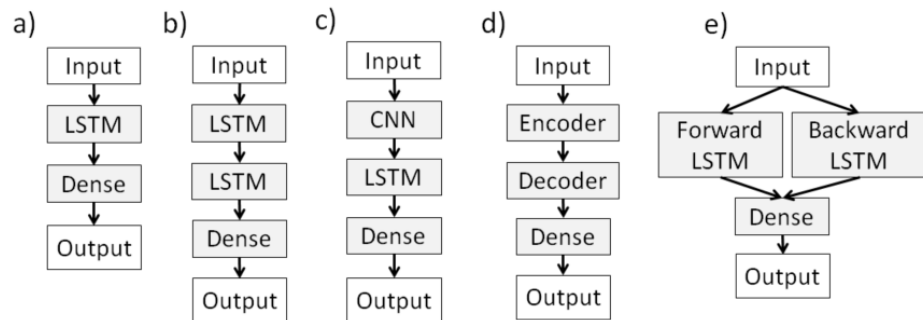 a)
Input
LSTM
Dense
Output
b)
Input
LSTM
LSTM
Dense
Output
c)
Input
CNN
LSTM
Dense
Output
d)
Input
Encoder
Decoder
Dense
Output
e)
Input
Forward
LSTM
Backward
LSTM
Dense
Output